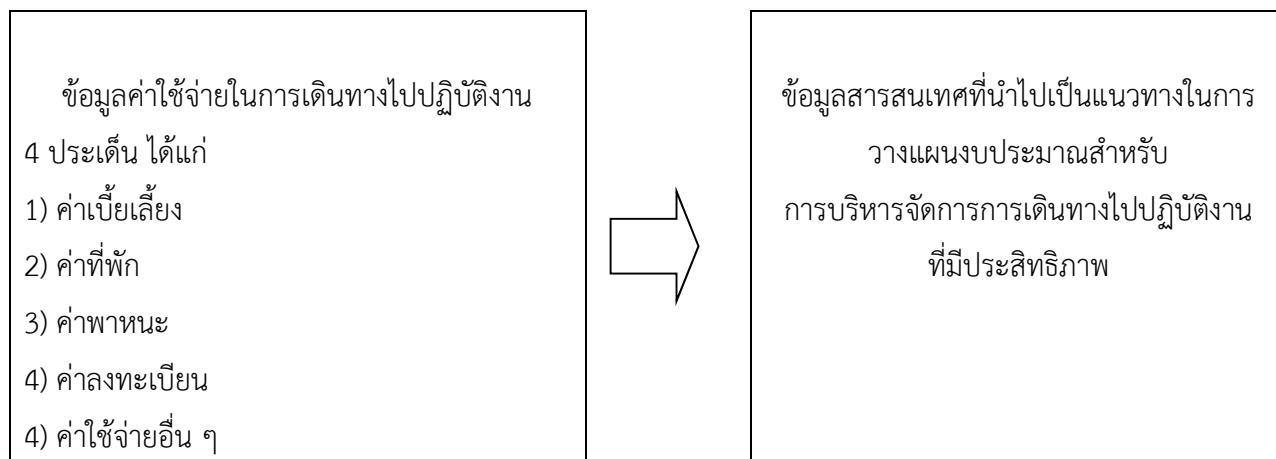 ข้อมูลค่าใช้จ่ายในการเดินทางไปปฏิบัติงาน
4 ประเด็น ได้แก่
1) ค่าเบี้ยเลี้ยง
2) ค่าที่พัก
3) ค่าพาหนะ
4) ค่าลงทะเบียน
4) ค่าใช้จ่ายอื่น ๆ
ข้อมูลสารสนเทศที่นำไปเป็นแนวทางในการ
วางแผนงบประมาณสำหรับ
การบริหารจัดการการเดินทางไปปฏิบัติงาน
ที่มีประสิทธิภาพ